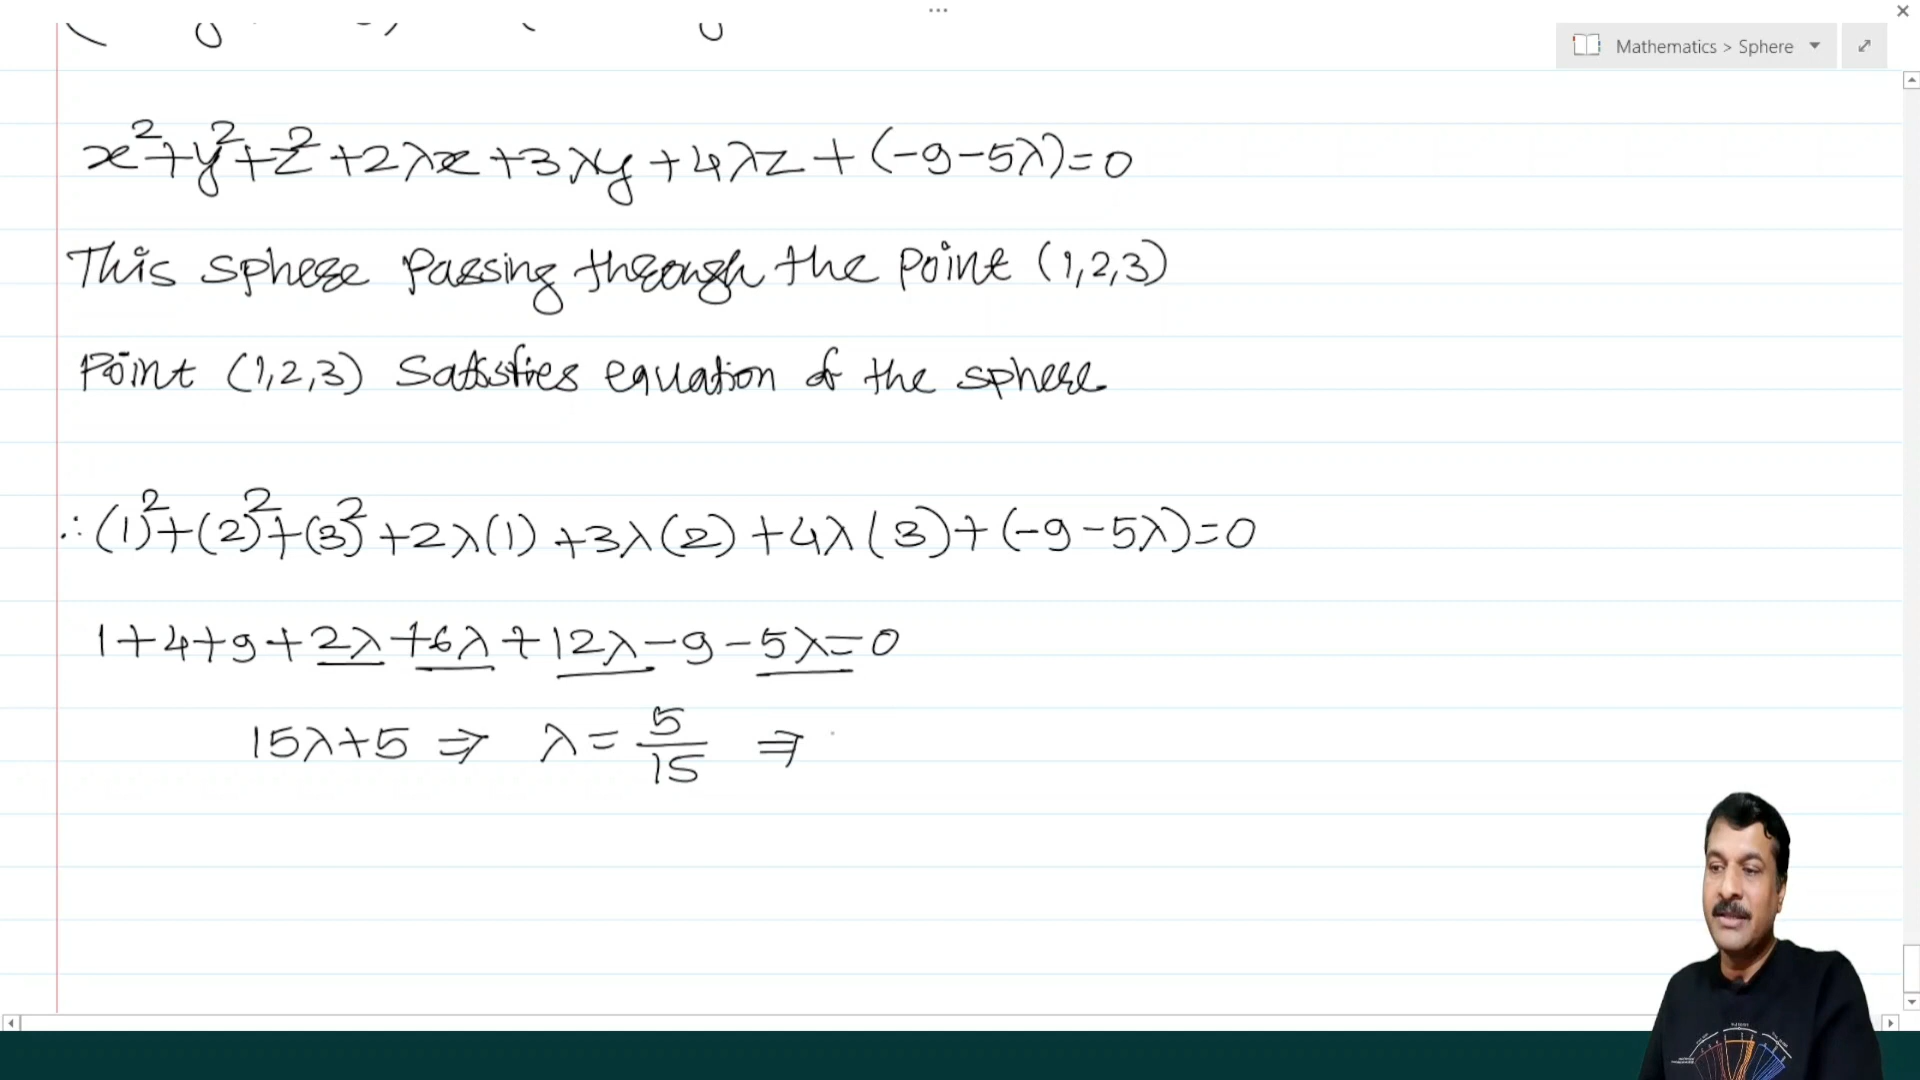 Mathematics > Sphere
x²+y²+z²+2λx+3λy+4λz+(-9-5λ)=0
This sphere Passing through the Point (1,2,3)
Point (1,2,3) Satisfies equation of the sphere
∴ (1)²+(2)²+(3)²+2λ(1)+3λ(2)+4λ(3)+(-9-5λ)=0
1+4+9+2λ+6λ+12λ-9-5λ=0
15λ+5 ⇒ λ=5/15 ⇒